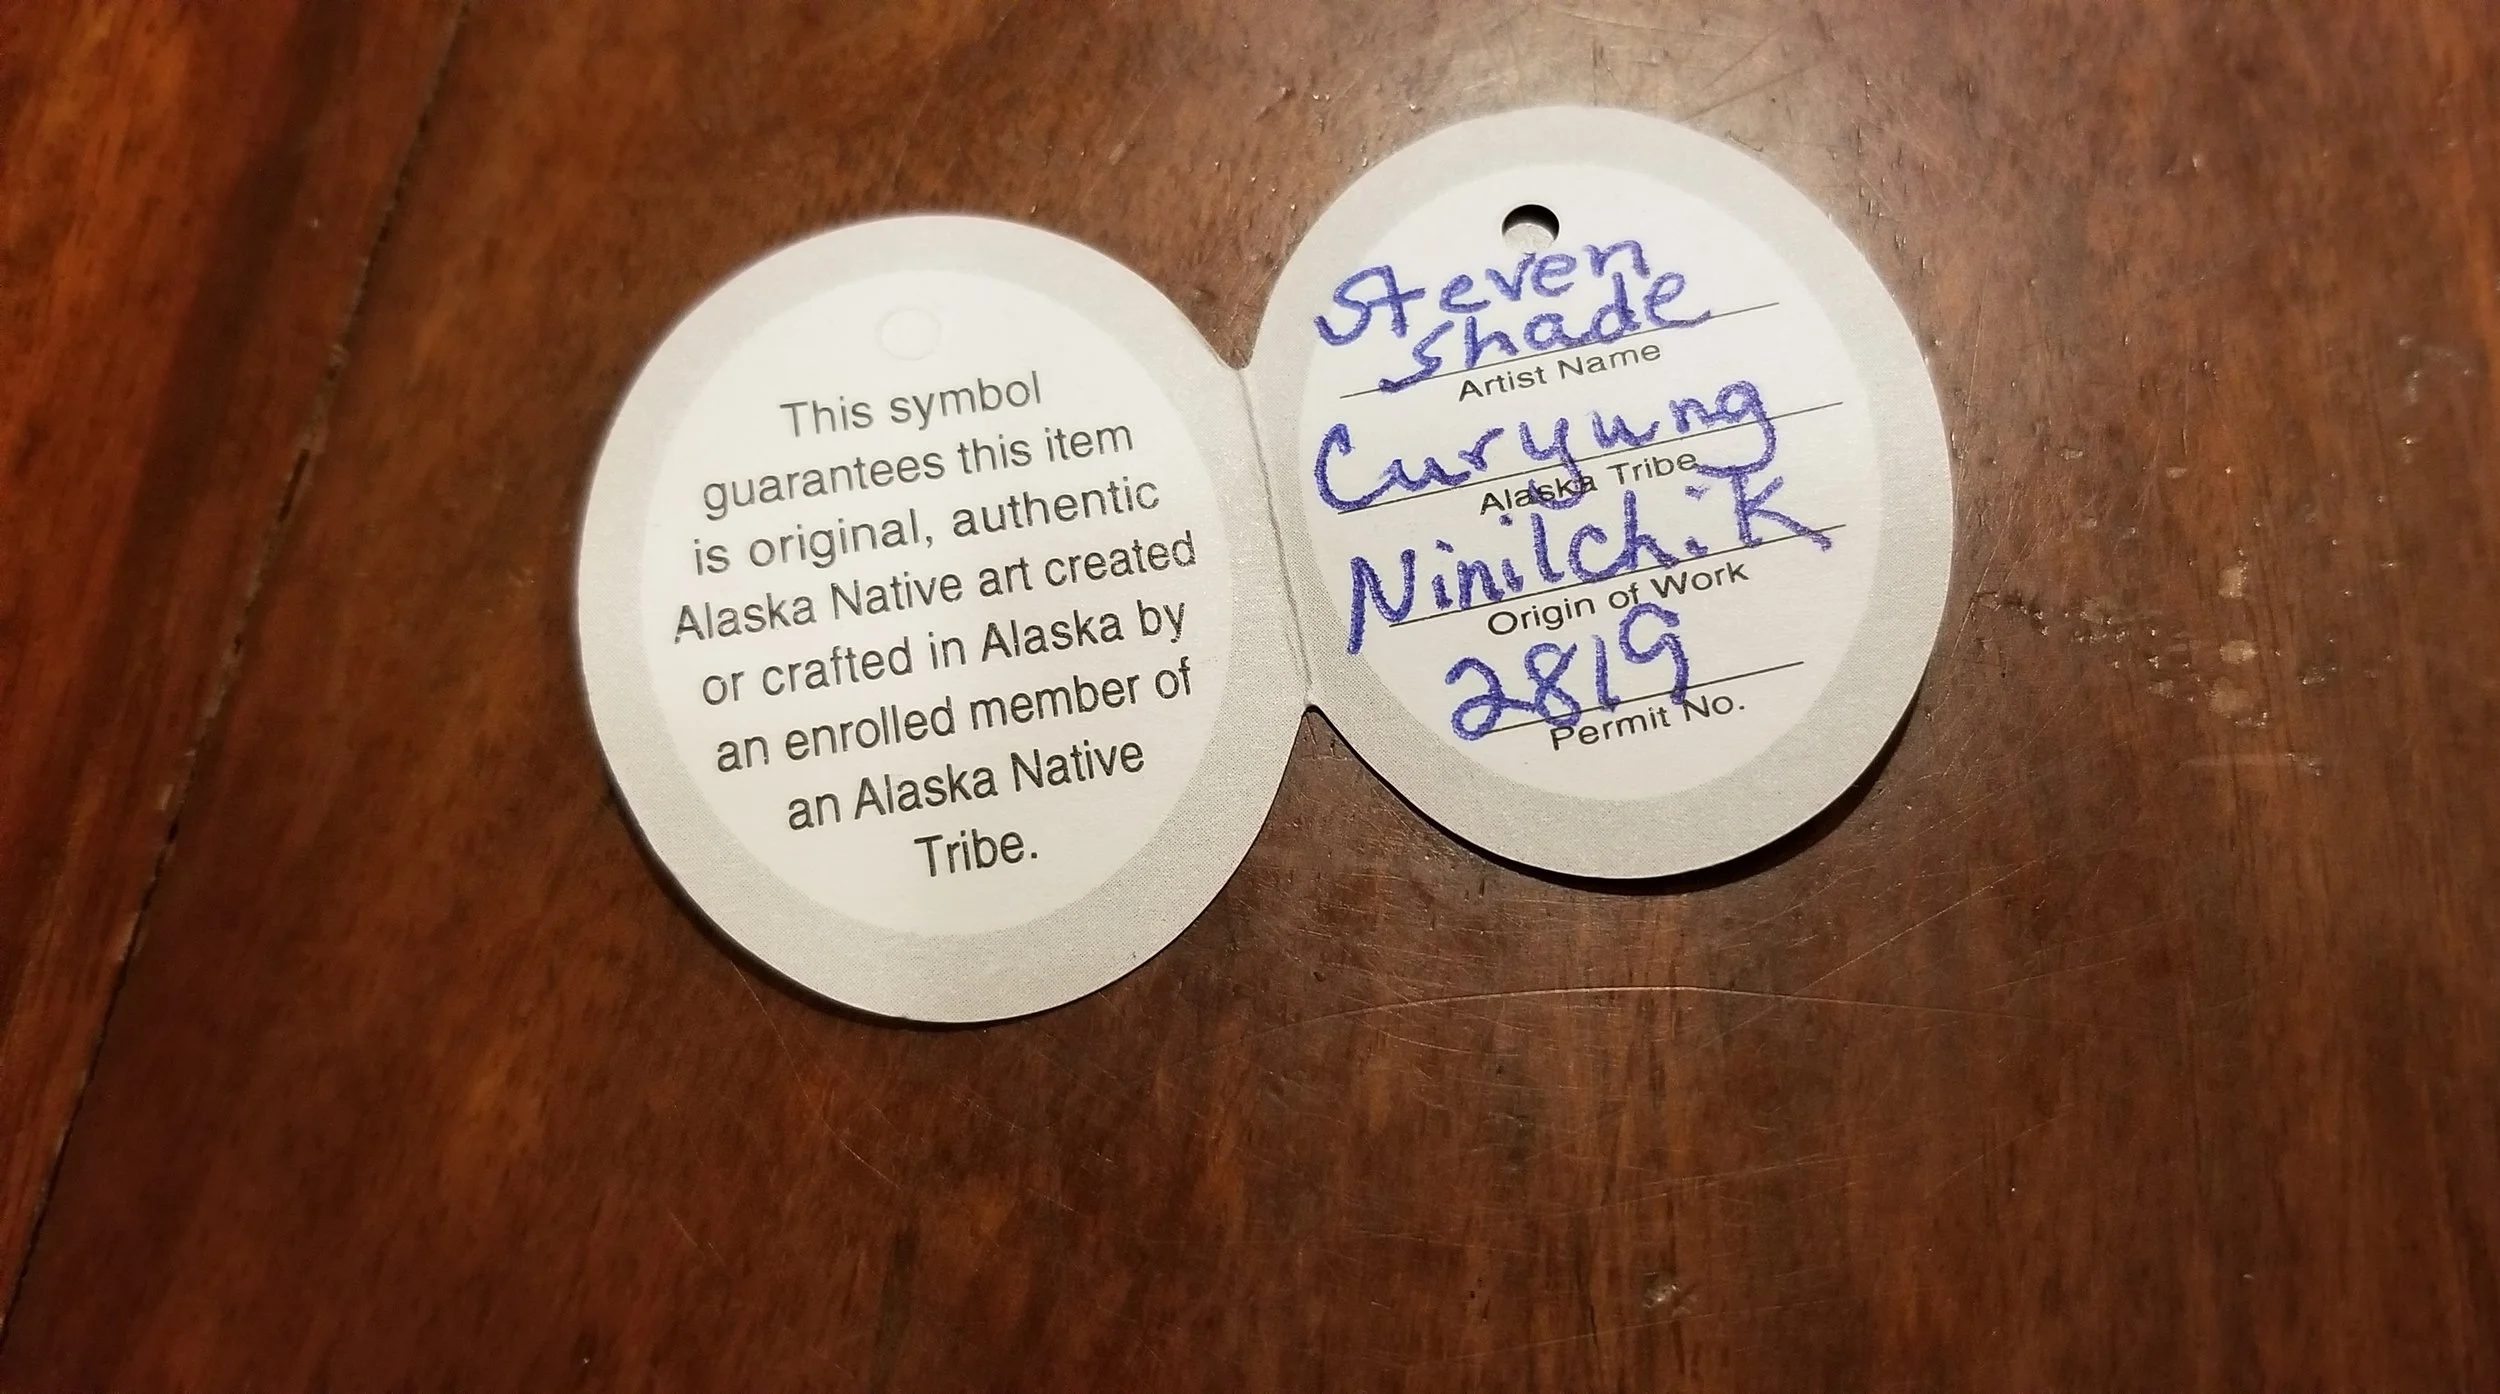 This symbol
guarantees this item
is original, authentic
Alaska Native art created
or crafted in Alaska by
an enrolled member of
an Alaska Native
Tribe.
Steven
Shade
Artist Name
Curyung
Alaska Tribe
Ninilchik
Origin of Work
2819
Permit No.